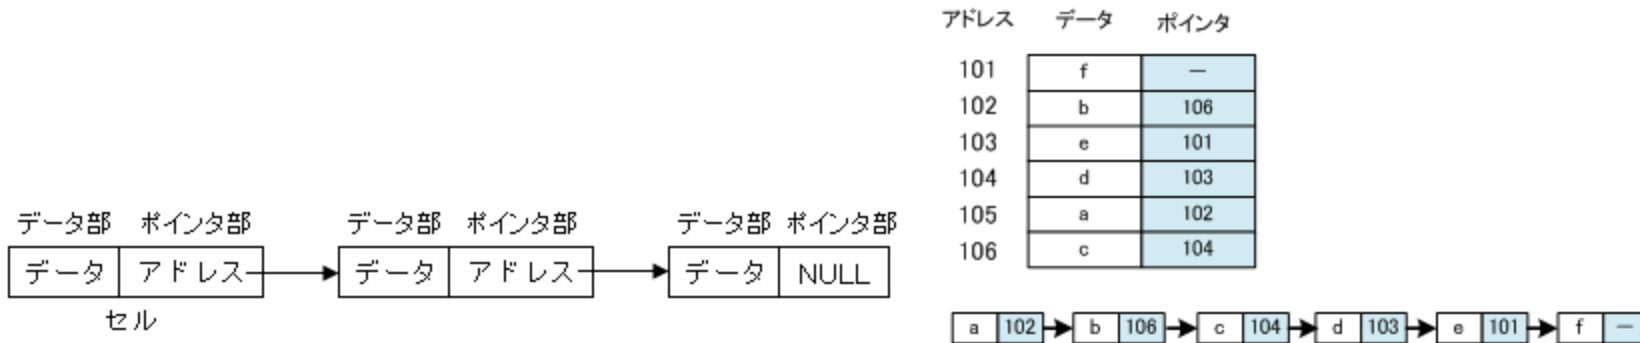 データ部 ポインタ部 データ部 ポインタ部 データ部 ポインタ部
データ アドレス データ アドレス データ NULL
セル
アドレス データ ポインタ
101 f －
102 b 106
103 e 101
104 d 103
105 a 102
106 c 104
a 102 b 106 c 104 d 103 e 101 f －